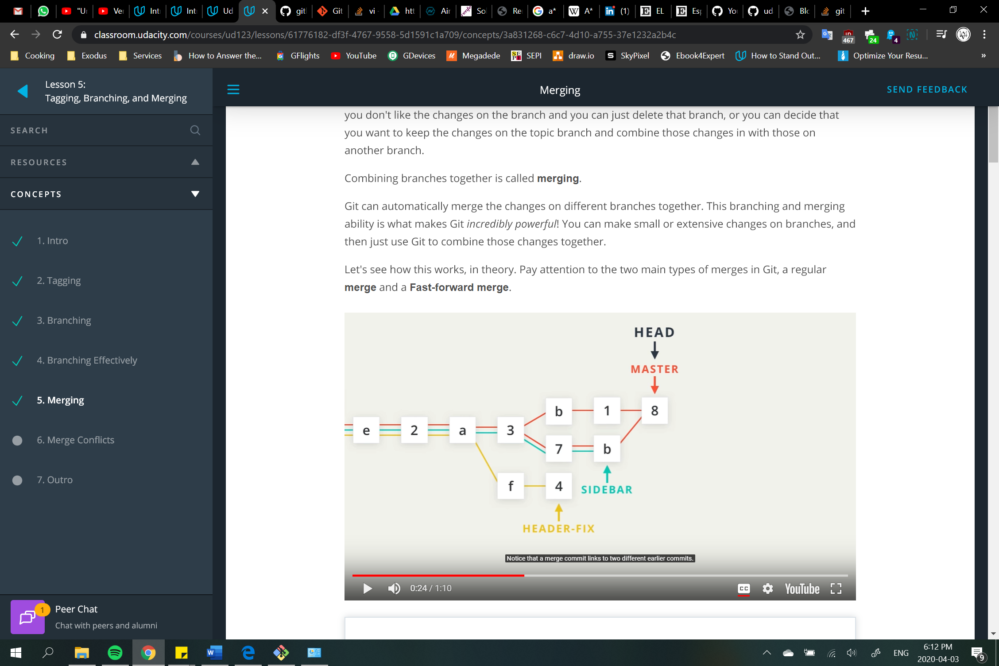 "U
Ve
Int
Int
Ud
git
Git
vi -
htt
Air
So
Re
a*
A*
(1)
EL
Esp
Yo
ud
Blc
git
classroom.udacity.com/courses/ud123/lessons/61776182-df3f-4767-9558-5d1591c1a709/concepts/3a831268-c6c7-4d10-a755-37e1232a2b4c
467
24
4
Cooking
Exodus
Services
How to Answer the...
GFlights
YouTube
GDevices
Megadede
SEPI
draw.io
SkyPixel
Ebook4Expert
How to Stand Out...
Optimize Your Resu...
»
Lesson 5:
Tagging, Branching, and Merging
SEARCH
RESOURCES
CONCEPTS
1. Intro
2. Tagging
3. Branching
4. Branching Effectively
5. Merging
6. Merge Conflicts
7. Outro
1
Peer Chat
Chat with peers and alumni
Merging
SEND FEEDBACK
you don't like the changes on the branch and you can just delete that branch, or you can decide that
you want to keep the changes on the topic branch and combine those changes in with those on
another branch.
Combining branches together is called merging.
Git can automatically merge the changes on different branches together. This branching and merging
ability is what makes Git incredibly powerful! You can make small or extensive changes on branches, and
then just use Git to combine those changes together.
Let's see how this works, in theory. Pay attention to the two main types of merges in Git, a regular
merge and a Fast-forward merge.
HEAD
MASTER
b 1 8
e 2 a 3
7 b
f 4
SIDEBAR
HEADER-FIX
Notice that a merge commit links to two different earlier commits.
0:24 / 1:10
CC
YouTube
ENG
6:12 PM
2020-04-03
9